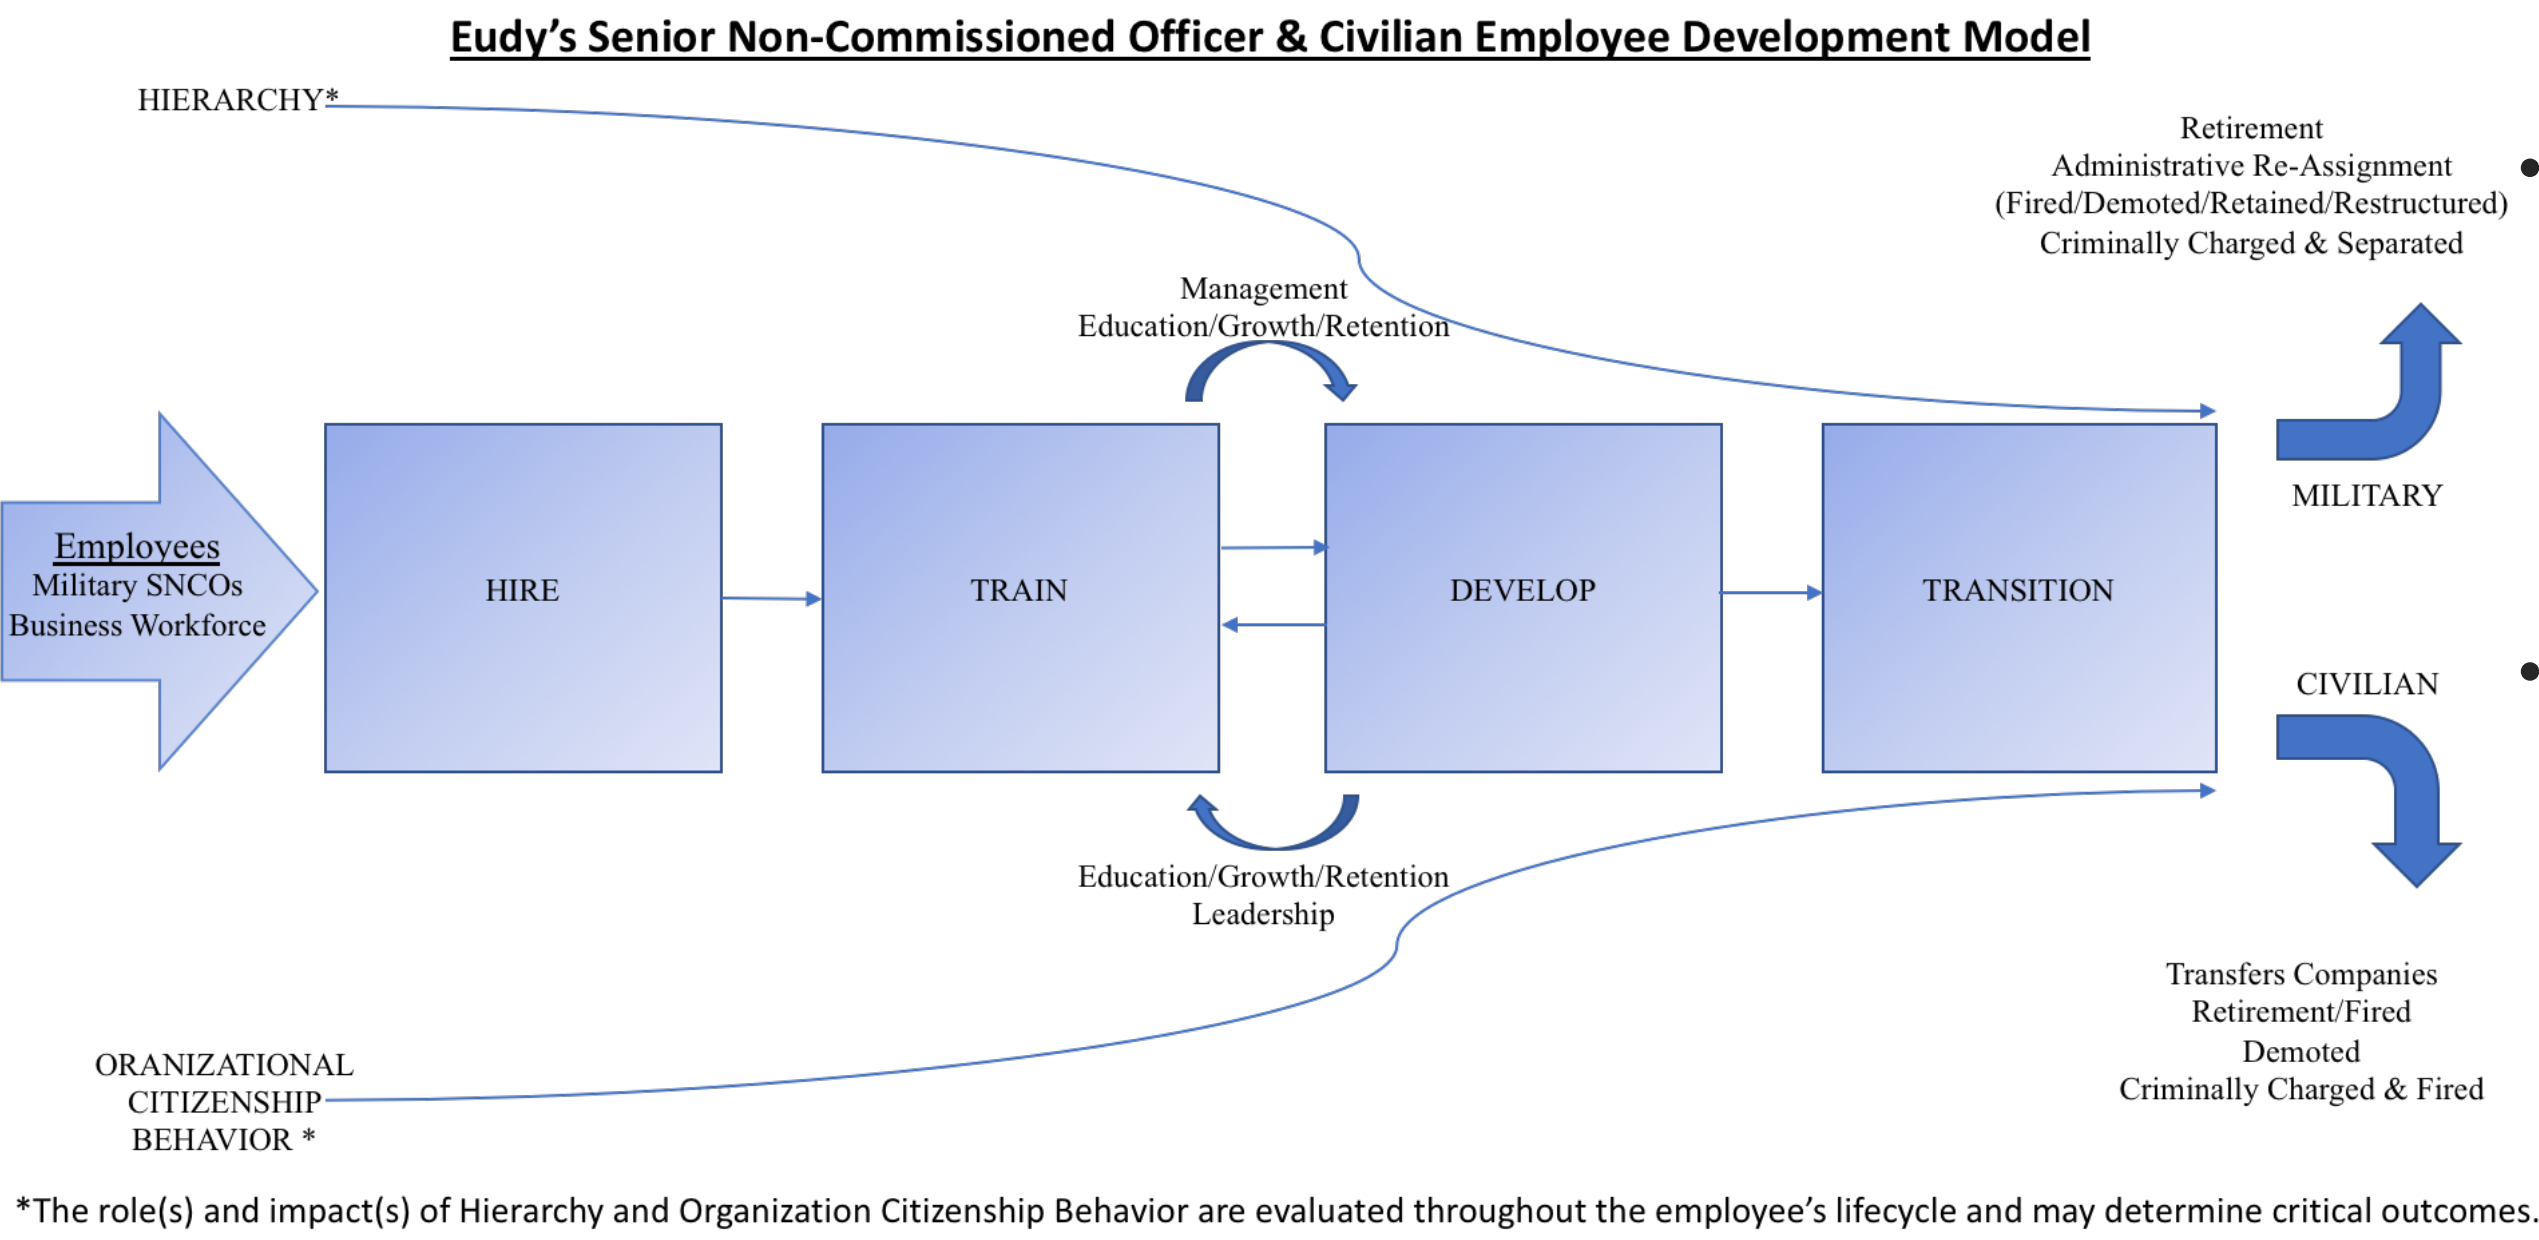 Eudy’s Senior Non-Commissioned Officer & Civilian Employee Development Model
HIERARCHY*
Retirement
Administrative Re-Assignment
(Fired/Demoted/Retained/Restructured)
Criminally Charged & Separated
Management
Education/Growth/Retention
MILITARY
Employees
Military SNCOs
Business Workforce
HIRE
TRAIN
DEVELOP
TRANSITION
CIVILIAN
Education/Growth/Retention
Leadership
Transfers Companies
Retirement/Fired
Demoted
Criminally Charged & Fired
ORANIZATIONAL
CITIZENSHIP
BEHAVIOR *
*The role(s) and impact(s) of Hierarchy and Organization Citizenship Behavior are evaluated throughout the employee’s lifecycle and may determine critical outcomes.